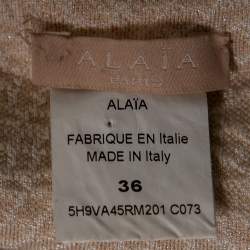 ALAÏA
PARIS
ALAÏA
FABRIQUE EN Italie
MADE IN Italy
36
5H9VA45RM201 C073